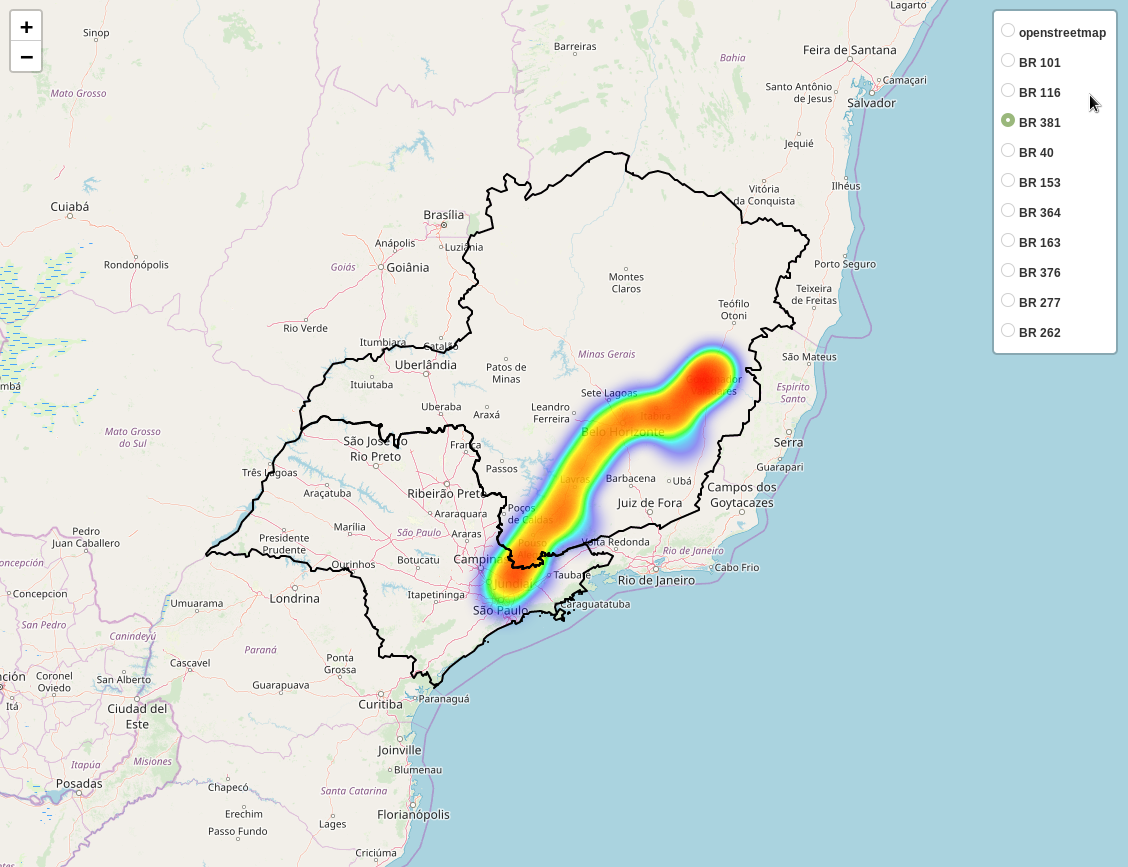 +
−
openstreetmap
BR 101
BR 116
BR 381
BR 40
BR 153
BR 364
BR 163
BR 376
BR 277
BR 262
Lagarto
Sinop
Barreiras
Feira de Santana
Bahia
Camaçari
Mato Grosso
Santo Antônio
de Jesus
Salvador
Jequié
Vitória
da Conquista
Ilhéus
Cuiabá
Brasília
Anápolis
Luziânia
Rondonópolis
Goiás
Goiânia
Porto Seguro
Montes
Claros
Teixeira
de Freitas
Teófilo
Otoni
Rio Verde
Itumbiara
Catalão
Minas Gerais
São Mateus
Uberlândia
Patos de
Minas
Ituiutaba
Espírito
Santo
Sete Lagoas
Uberaba
Araxá
Leandro
Ferreira
Belo Horizonte
Mato Grosso
do Sul
São José do
Rio Preto
Franca
Serra
Três Lagoas
Passos
Lavras
Barbacena
Ubá
Guarapari
Araçatuba
Ribeirão Preto
Campos dos
Goytacazes
Juiz de Fora
Poços
de Caldas
Araraquara
Marília
São Paulo
Araras
Pedro
Juan Caballero
Presidente
Prudente
Pouso
Volta Redonda
Rio de Janeiro
Ourinhos
Botucatu
Campina
Cabo Frio
Taubaté
Rio de Janeiro
Jundiaí
Concepcion
Londrina
Itapetininga
Umuarama
São Paulo
Caraguatatuba
San Pedro
Canindeyú
Paraná
Cascavel
Ponta
Grossa
Coronel
Oviedo
San Alberto
Guarapuava
Paranaguá
Curitiba
Itá
Ciudad del
Este
Joinville
Itapúa
Misiones
Blumenau
Posadas
Chapecó
Santa Catarina
Erechim
Florianópolis
Passo Fundo
Lages
Criciúma